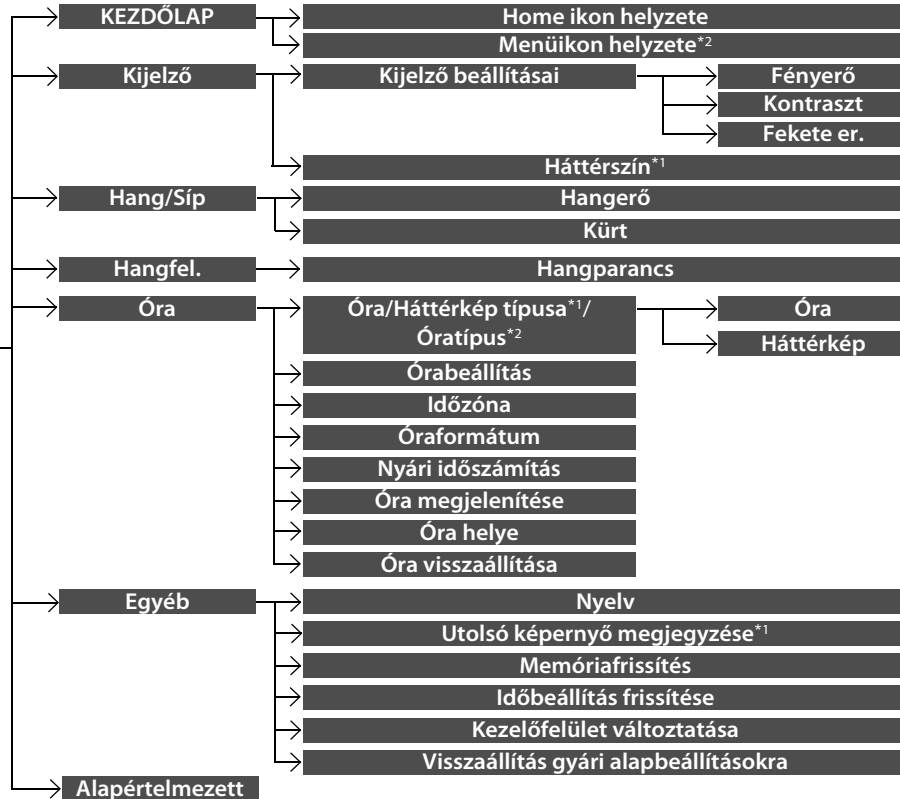 KEZDŐLAP
Home ikon helyzete
Menüikon helyzete*2
Kijelző
Kijelző beállításai
Fényerő
Kontraszt
Fekete er.
Háttérszín*1
Hang/Síp
Hangerő
Kürt
Hangfel.
Hangparancs
Óra
Óra/Háttérkép típusa*1/
Óratípus*2
Óra
Háttérkép
Órabeállítás
Időzóna
Óraformátum
Nyári időszámítás
Óra megjelenítése
Óra helye
Óra visszaállítása
Egyéb
Nyelv
Utolsó képernyő megjegyzése*1
Memóriafrissítés
Időbeállítás frissítése
Kezelőfelület változtatása
Visszaállítás gyári alapbeállításokra
Alapértelmezett